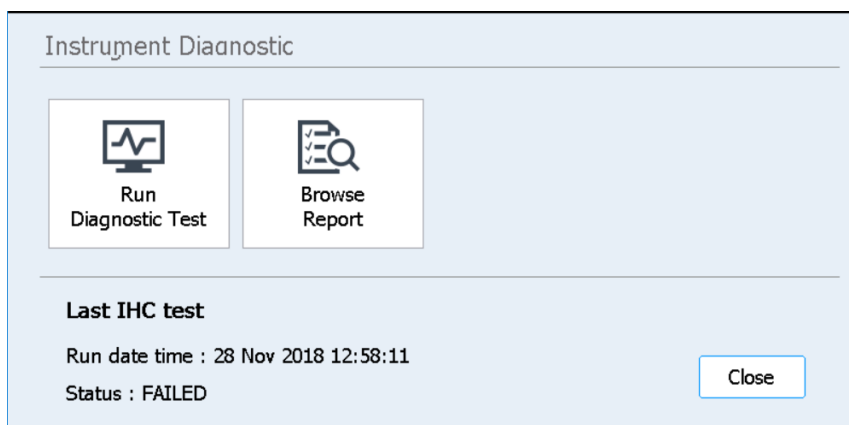 Instrument Diagnostic
Run
Diagnostic Test
Browse
Report
Last IHC test
Run date time : 28 Nov 2018 12:58:11
Status : FAILED
Close